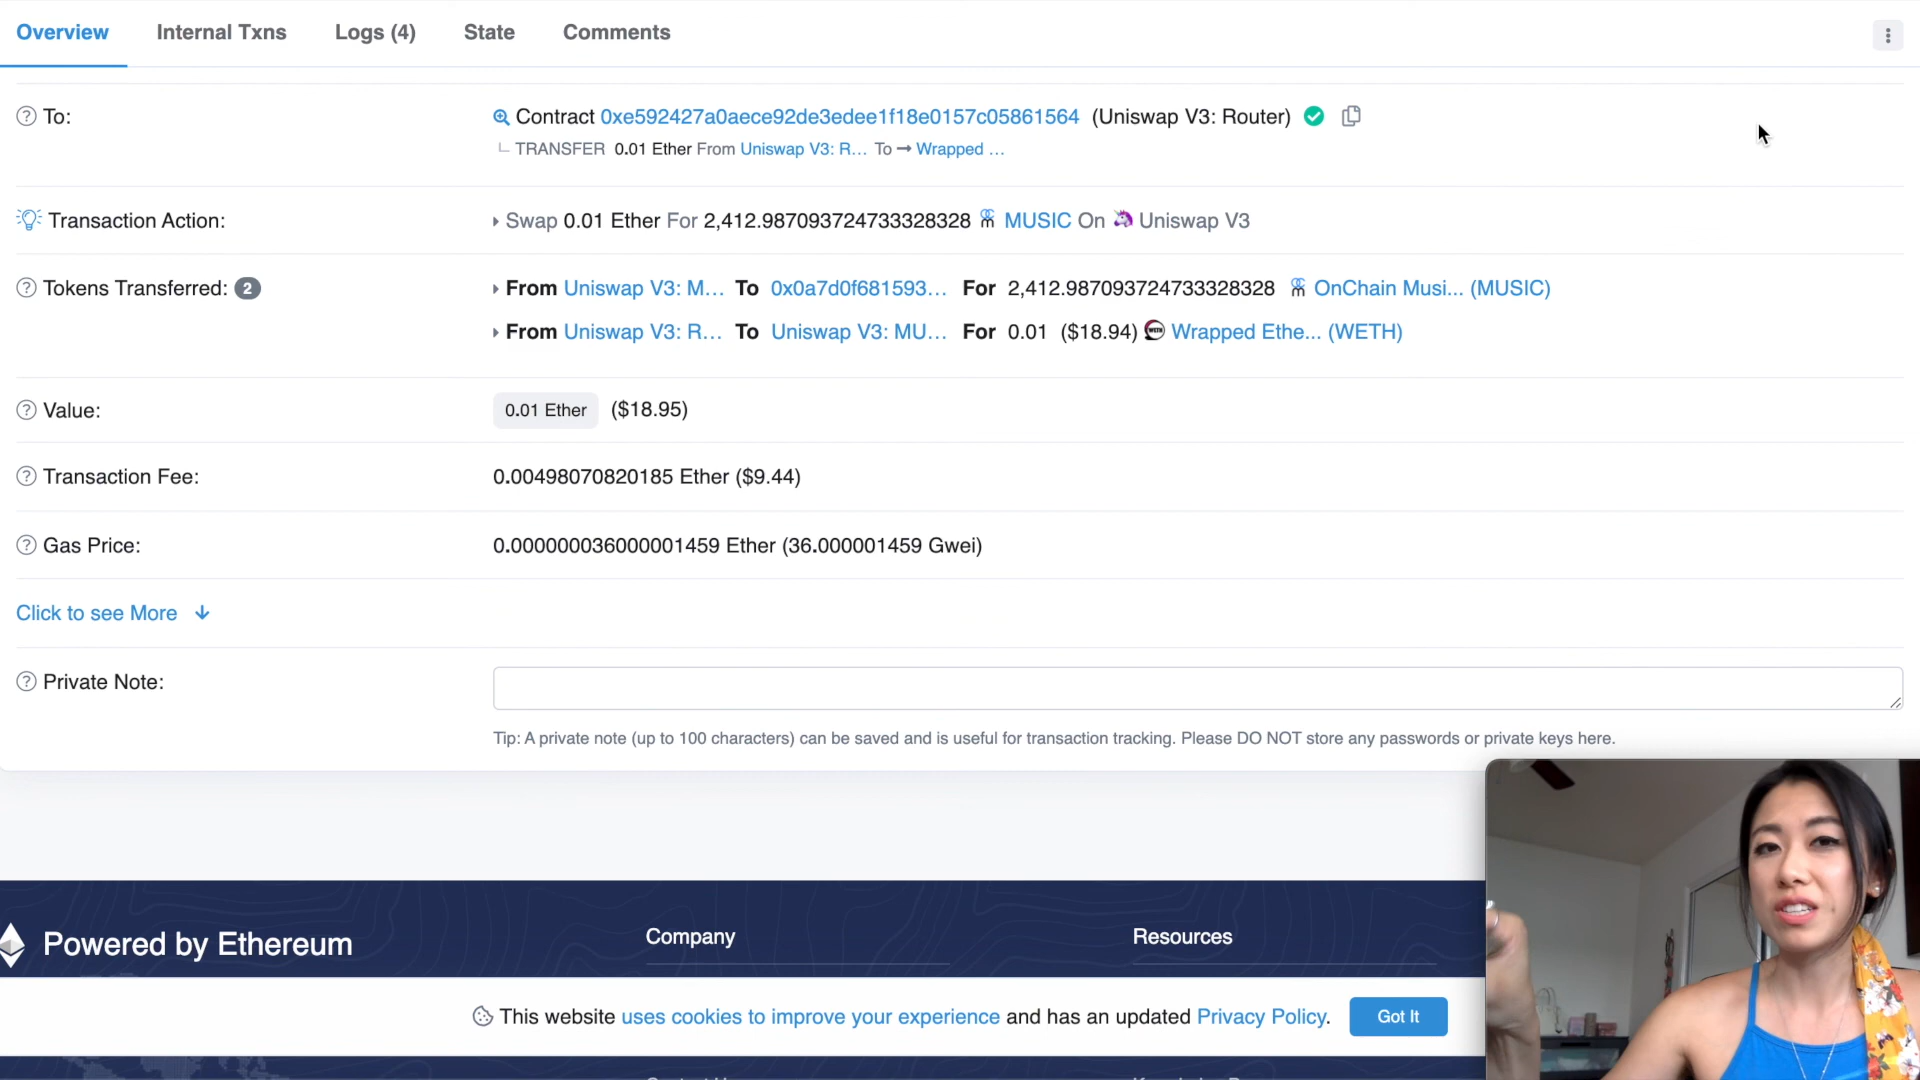 Overview Internal Txns Logs (4) State Comments
To: Contract 0xe592427a0aece92de3edee1f18e0157c05861564 (Uniswap V3: Router)
TRANSFER 0.01 Ether From Uniswap V3: R... To → Wrapped ...
Transaction Action: Swap 0.01 Ether For 2,412.987093724733328328 MUSIC On Uniswap V3
Tokens Transferred: 2 From Uniswap V3: M... To 0x0a7d0f681593... For 2,412.987093724733328328 OnChain Musi... (MUSIC)
From Uniswap V3: R... To Uniswap V3: MU... For 0.01 ($18.94) Wrapped Ethe... (WETH)
Value: 0.01 Ether ($18.95)
Transaction Fee: 0.00498070820185 Ether ($9.44)
Gas Price: 0.000000036000001459 Ether (36.000001459 Gwei)
Click to see More ↓
Private Note:
Tip: A private note (up to 100 characters) can be saved and is useful for transaction tracking. Please DO NOT store any passwords or private keys here.
Powered by Ethereum Company Resources
This website uses cookies to improve your experience and has an updated Privacy Policy. Got It